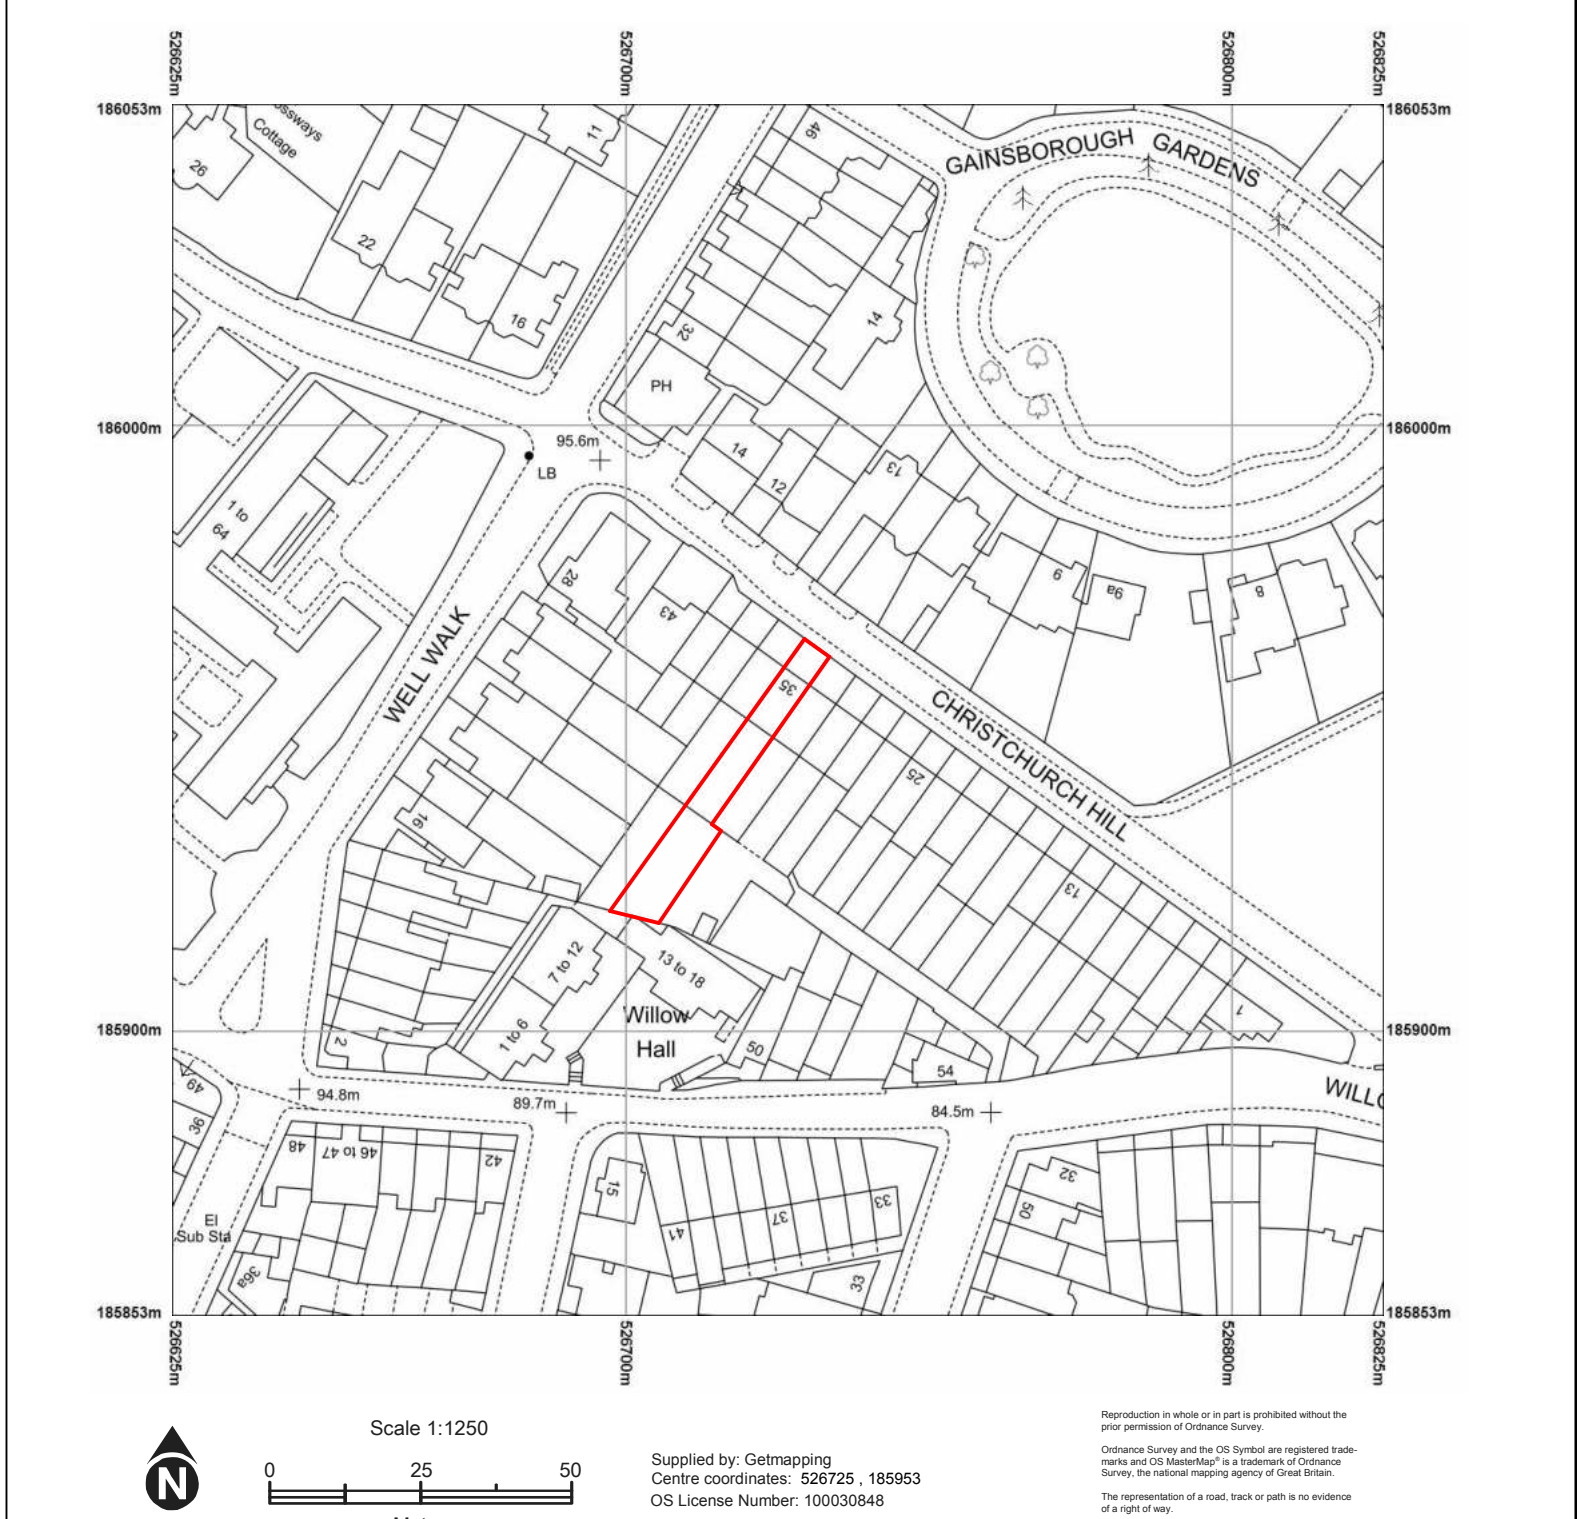 526625m
526700m
526800m
526825m
186053m
186053m
ossways
Cottage
26
11
46
GAINSBOROUGH GARDENS
22
16
32
14
PH
186000m
186000m
95.6m
LB
14
12
13
1 to
64
28
43
9
9a
8
WELL WALK
35
CHRISTCHURCH HILL
25
16
13
7 to 12
13 to 18
1 to 6
Willow
Hall
50
54
1
2
185900m
185900m
94.8m
89.7m
84.5m
WILLO
49
36
48
46 to 47
42
15
41
37
33
33
32
50
El
Sub Sta
36a
185853m
185853m
526625m
526700m
526800m
526825m
N
Scale 1:1250
0 25 50
Supplied by: Getmapping
Centre coordinates: 526725 , 185953
OS License Number: 100030848
Reproduction in whole or in part is prohibited without the
prior permission of Ordnance Survey.
Ordnance Survey and the OS Symbol are registered trade-
marks and OS MasterMap® is a trademark of Ordnance
Survey, the national mapping agency of Great Britain.
The representation of a road, track or path is no evidence
of a right of way.